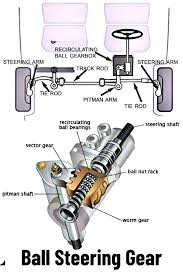 RECIRCULATING
BALL GEARBOX
STEERING ARM
STEERING ARM
TRACK ROD
TIE ROD
PITMAN ARM
TIE
ROD
recirculating
ball bearings
steering shaft
sector gear
ball nut rack
pitman shaft
worm gear
Ball Steering Gear